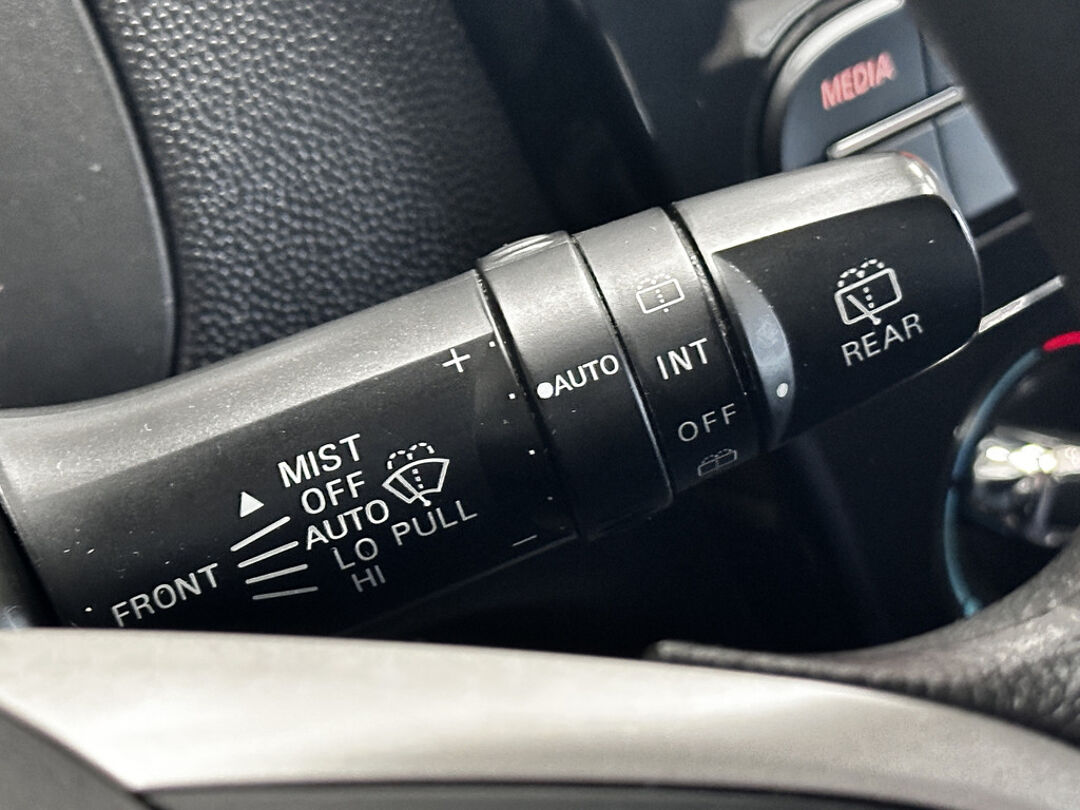 MEDIA
REAR
INT
OFF
AUTO
+
-
MIST
OFF
AUTO
LO PULL
HI
FRONT